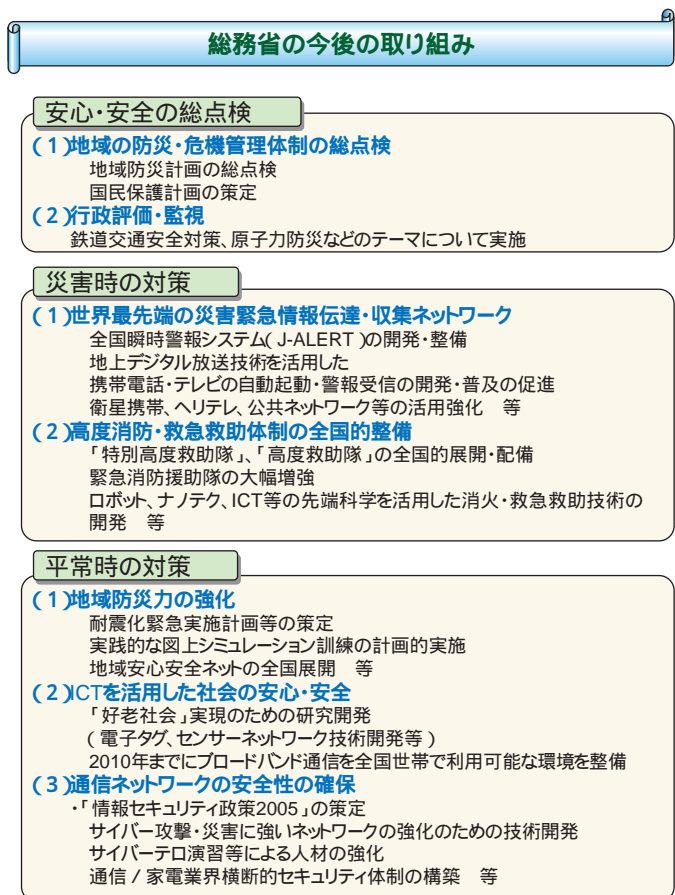 総務省の今後の取り組み
安心・安全の総点検
(1)地域の防災・危機管理体制の総点検
地域防災計画の総点検
国民保護計画の策定
(2)行政評価・監視
鉄道交通安全対策、原子力防災などのテーマについて実施
災害時の対策
(1)世界最先端の災害緊急情報伝達・収集ネットワーク
全国瞬時警報システム(J-ALERT)の開発・整備
地上デジタル放送技術を活用した
携帯電話・テレビの自動起動・警報受信の開発・普及の促進
衛星携帯、ヘリテレ、公共ネットワーク等の活用強化　等
(2)高度消防・救急救助体制の全国的整備
「特別高度救助隊」、「高度救助隊」の全国的展開・配備
緊急消防援助隊の大幅増強
ロボット、ナノテク、ICT等の先端科学を活用した消火・救急救助技術の
開発　等
平常時の対策
(1)地域防災力の強化
耐震化緊急実施計画等の策定
実践的な図上シミュレーション訓練の計画的実施
地域安心安全ネットの全国展開　等
(2)ICTを活用した社会の安心・安全
「好老社会」実現のための研究開発
(電子タグ、センサーネットワーク技術開発等)
2010年までにブロードバンド通信を全国世帯で利用可能な環境を整備
(3)通信ネットワークの安全性の確保
・「情報セキュリティ政策2005」の策定
サイバー攻撃・災害に強いネットワークの強化のための技術開発
サイバーテロ演習等による人材の強化
通信/家電業界横断的セキュリティ体制の構築　等